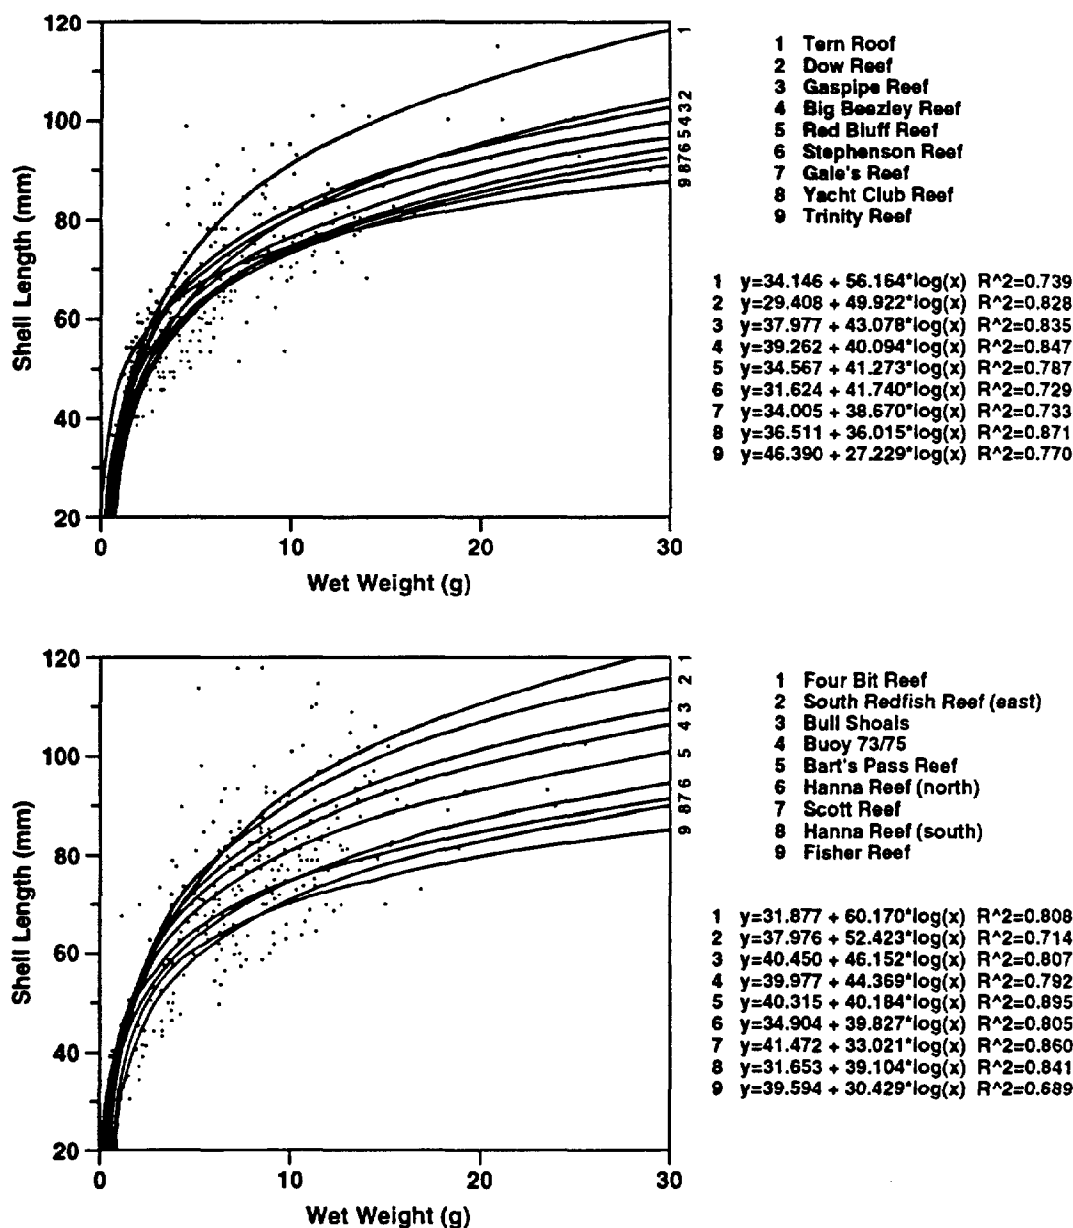 120
100
80
60
40
20
Shell Length (mm)
0 10 20 30
Wet Weight (g)
1
32
4
5
76
98
1 Tern Roof
2 Dow Reef
3 Gaspipe Reef
4 Big Beezley Reef
5 Red Bluff Reef
6 Stephenson Reef
7 Gale's Reef
8 Yacht Club Reef
9 Trinity Reef
1 y=34.146 + 56.164*log(x) R^2=0.739
2 y=29.408 + 49.922*log(x) R^2=0.828
3 y=37.977 + 43.078*log(x) R^2=0.835
4 y=39.262 + 40.094*log(x) R^2=0.847
5 y=34.567 + 41.273*log(x) R^2=0.787
6 y=31.624 + 41.740*log(x) R^2=0.729
7 y=34.005 + 38.670*log(x) R^2=0.733
8 y=36.511 + 36.015*log(x) R^2=0.871
9 y=46.390 + 27.229*log(x) R^2=0.770
120
100
80
60
40
20
Shell Length (mm)
0 10 20 30
Wet Weight (g)
1
2
4 3
5
876
9
1 Four Bit Reef
2 South Redfish Reef (east)
3 Bull Shoals
4 Buoy 73/75
5 Bart's Pass Reef
6 Hanna Reef (north)
7 Scott Reef
8 Hanna Reef (south)
9 Fisher Reef
1 y=31.877 + 60.170*log(x) R^2=0.808
2 y=37.976 + 52.423*log(x) R^2=0.714
3 y=40.450 + 46.152*log(x) R^2=0.807
4 y=39.977 + 44.369*log(x) R^2=0.792
5 y=40.315 + 40.184*log(x) R^2=0.895
6 y=34.904 + 39.827*log(x) R^2=0.805
7 y=41.472 + 33.021*log(x) R^2=0.860
8 y=31.653 + 39.104*log(x) R^2=0.841
9 y=39.594 + 30.429*log(x) R^2=0.689